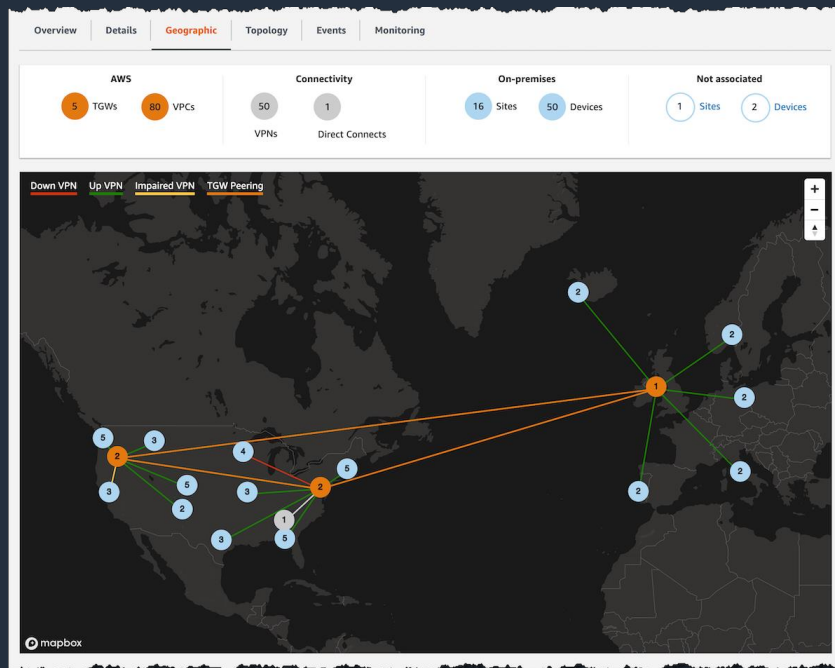 Overview Details Geographic Topology Events Monitoring
AWS
5 TGWs 80 VPCs
Connectivity
50 1
VPNs Direct Connects
On-premises
16 Sites 50 Devices
Not associated
1 Sites 2 Devices
Down VPN Up VPN Impaired VPN TGW Peering
+
−
2
2
1
2
2
2
5
3
2
3
5
2
4
5
3
2
1
3
5
2
mapbox